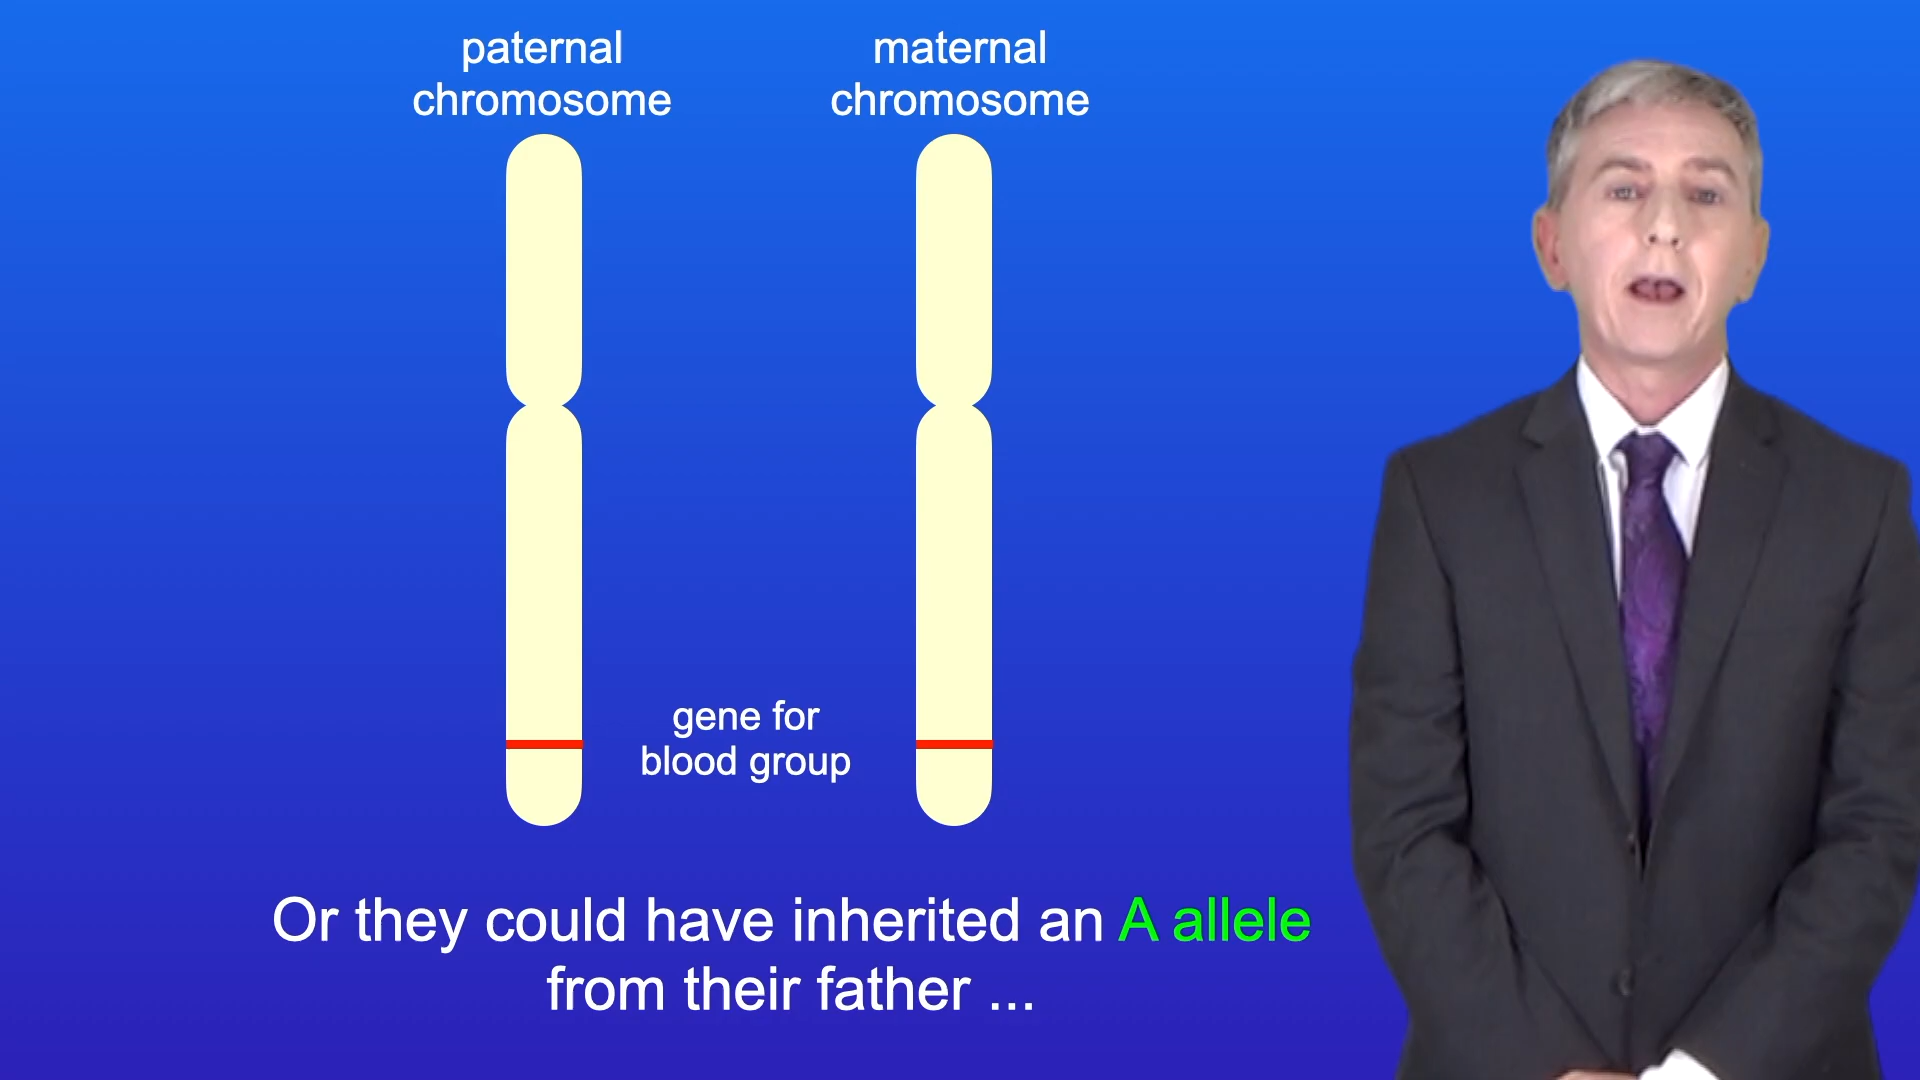 paternal
chromosome
maternal
chromosome
gene for
blood group
Or they could have inherited an A allele
from their father ...